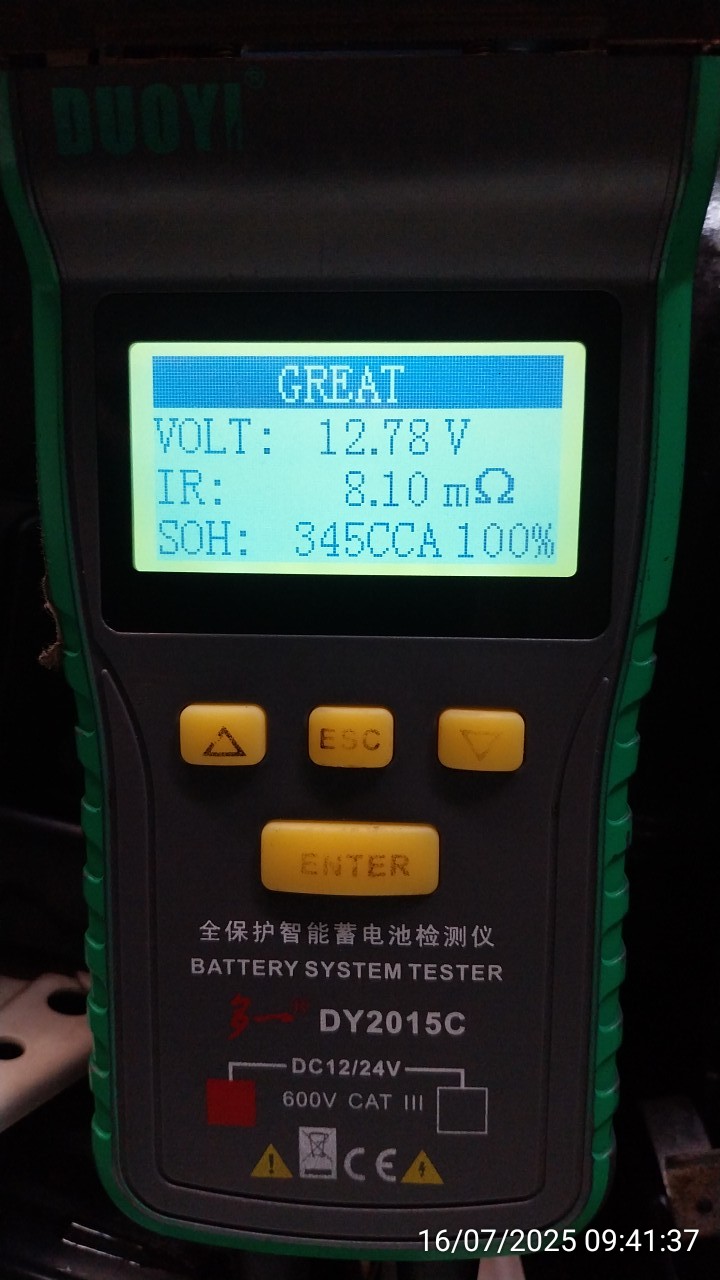 DUOYI®
GREAT
VOLT: 12.78 V
IR: 8.10 mΩ
SOH: 345CCA 100%
ESC
ENTER
全保护智能蓄电池检测仪
BATTERY SYSTEM TESTER
多一® DY2015C
DC12/24V
600V CAT III
CE
16/07/2025 09:41:37